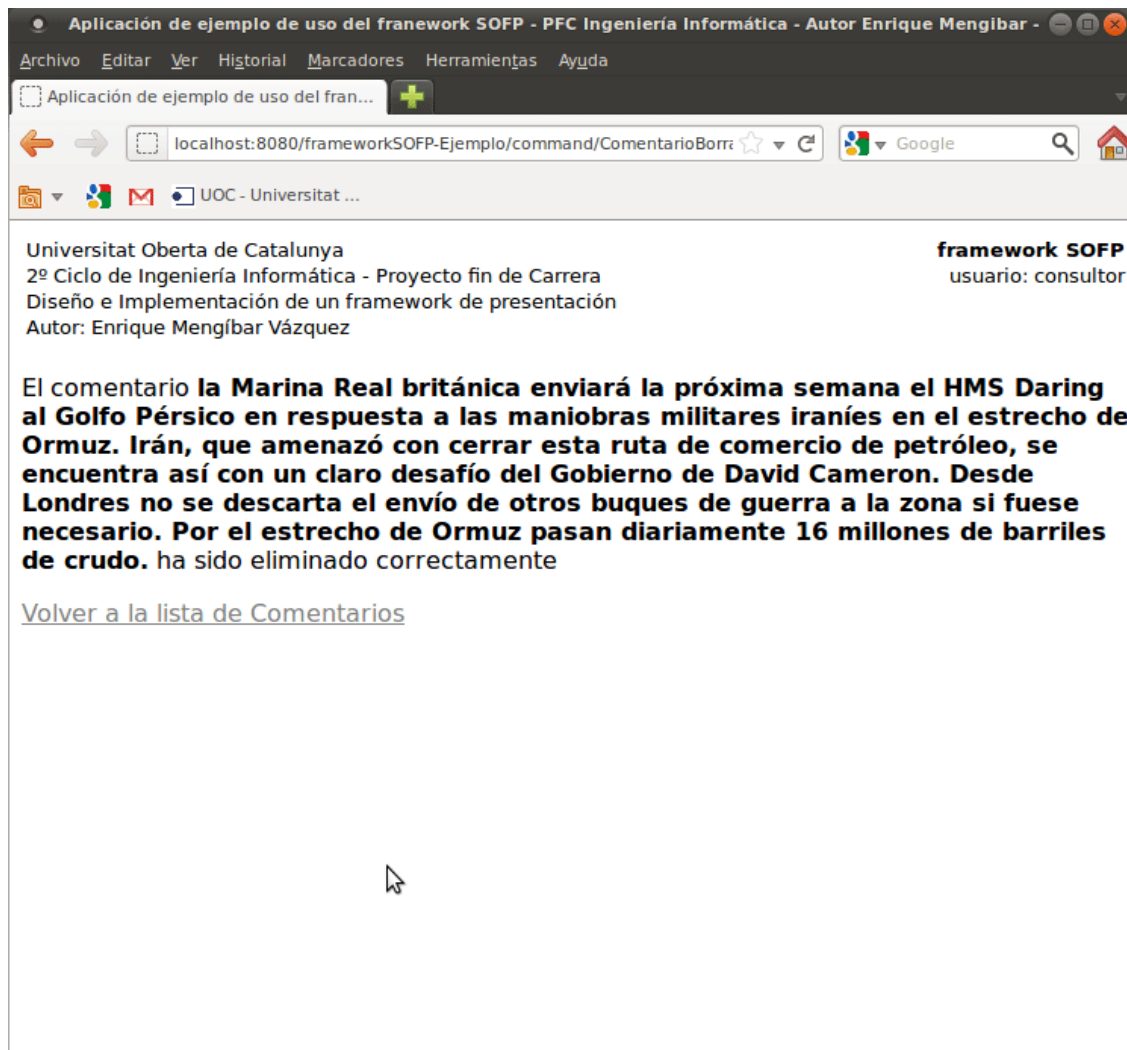 Aplicación de ejemplo de uso del franework SOFP - PFC Ingeniería Informática - Autor Enrique Mengibar -
Archivo Editar Ver Historial Marcadores Herramientas Ayuda
Aplicación de ejemplo de uso del fran...
localhost:8080/frameworkSOFP-Ejemplo/command/ComentarioBorra Google
UOC - Universitat ...
Universitat Oberta de Catalunya framework SOFP
2º Ciclo de Ingeniería Informática - Proyecto fin de Carrera usuario: consultor
Diseño e Implementación de un framework de presentación
Autor: Enrique Mengíbar Vázquez
El comentario la Marina Real británica enviará la próxima semana el HMS Daring
al Golfo Pérsico en respuesta a las maniobras militares iraníes en el estrecho de
Ormuz. Irán, que amenazó con cerrar esta ruta de comercio de petróleo, se
encuentra así con un claro desafío del Gobierno de David Cameron. Desde
Londres no se descarta el envío de otros buques de guerra a la zona si fuese
necesario. Por el estrecho de Ormuz pasan diariamente 16 millones de barriles
de crudo. ha sido eliminado correctamente
Volver a la lista de Comentarios